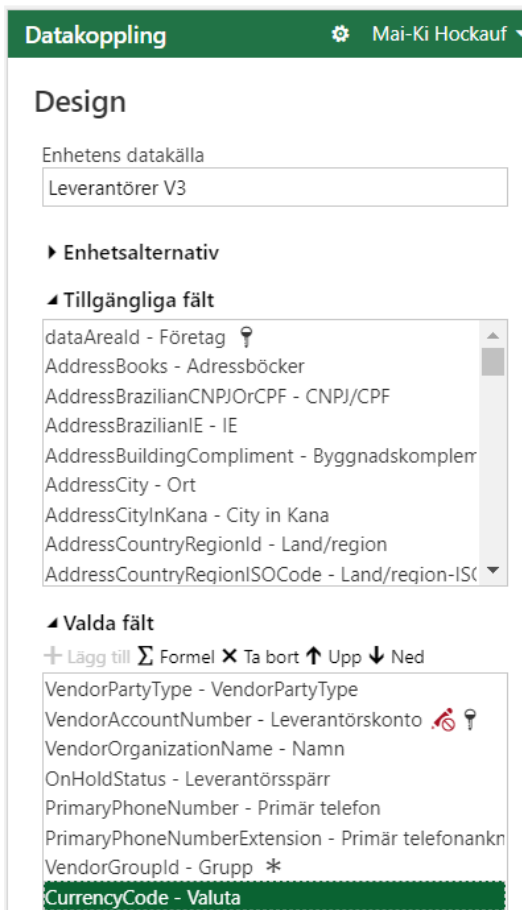 Datakoppling Mai-Ki Hockauf
Design
Enhetens datakälla
Leverantörer V3
Enhetsalternativ
Tillgängliga fält
dataAreaId - Företag
AddressBooks - Adressböcker
AddressBrazilianCNPJOrCPF - CNPJ/CPF
AddressBrazilianIE - IE
AddressBuildingCompliment - Byggnadskomplem
AddressCity - Ort
AddressCityInKana - City in Kana
AddressCountryRegionId - Land/region
AddressCountryRegionISOCode - Land/region-ISO
Valda fält
Lägg till Σ Formel Ta bort Upp Ned
VendorPartyType - VendorPartyType
VendorAccountNumber - Leverantörskonto
VendorOrganizationName - Namn
OnHoldStatus - Leverantörsspärr
PrimaryPhoneNumber - Primär telefon
PrimaryPhoneNumberExtension - Primär telefonankn
VendorGroupId - Grupp *
CurrencyCode - Valuta